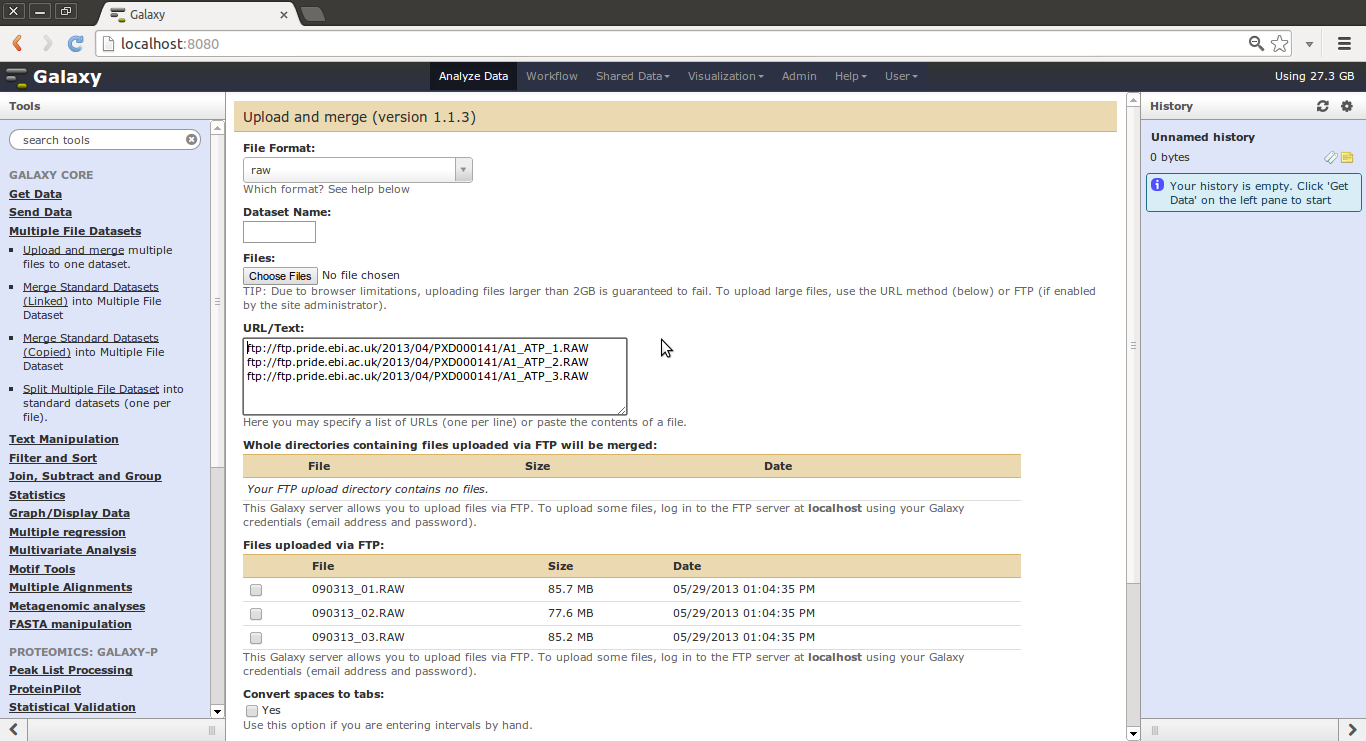 Galaxy
localhost:8080
Galaxy
Analyze Data Workflow Shared Data Visualization Admin Help User
Using 27.3 GB
Tools
search tools
GALAXY CORE
Get Data
Send Data
Multiple File Datasets
Upload and merge multiple
files to one dataset.
Merge Standard Datasets
(Linked) into Multiple File
Dataset
Merge Standard Datasets
(Copied) into Multiple File
Dataset
Split Multiple File Dataset into
standard datasets (one per
file).
Text Manipulation
Filter and Sort
Join, Subtract and Group
Statistics
Graph/Display Data
Multiple regression
Multivariate Analysis
Motif Tools
Multiple Alignments
Metagenomic analyses
FASTA manipulation
PROTEOMICS: GALAXY-P
Peak List Processing
ProteinPilot
Statistical Validation
Upload and merge (version 1.1.3)
File Format:
raw
Which format? See help below
Dataset Name:
Files:
Choose Files No file chosen
TIP: Due to browser limitations, uploading files larger than 2GB is guaranteed to fail. To upload large files, use the URL method (below) or FTP (if enabled
by the site administrator).
URL/Text:
ftp://ftp.pride.ebi.ac.uk/2013/04/PXD000141/A1_ATP_1.RAW
ftp://ftp.pride.ebi.ac.uk/2013/04/PXD000141/A1_ATP_2.RAW
ftp://ftp.pride.ebi.ac.uk/2013/04/PXD000141/A1_ATP_3.RAW
Here you may specify a list of URLs (one per line) or paste the contents of a file.
Whole directories containing files uploaded via FTP will be merged:
File Size Date
Your FTP upload directory contains no files.
This Galaxy server allows you to upload files via FTP. To upload some files, log in to the FTP server at localhost using your Galaxy
credentials (email address and password).
Files uploaded via FTP:
File Size Date
090313_01.RAW 85.7 MB 05/29/2013 01:04:35 PM
090313_02.RAW 77.6 MB 05/29/2013 01:04:35 PM
090313_03.RAW 85.2 MB 05/29/2013 01:04:35 PM
This Galaxy server allows you to upload files via FTP. To upload some files, log in to the FTP server at localhost using your Galaxy
credentials (email address and password).
Convert spaces to tabs:
Yes
Use this option if you are entering intervals by hand.
History
Unnamed history
0 bytes
Your history is empty. Click 'Get
Data' on the left pane to start